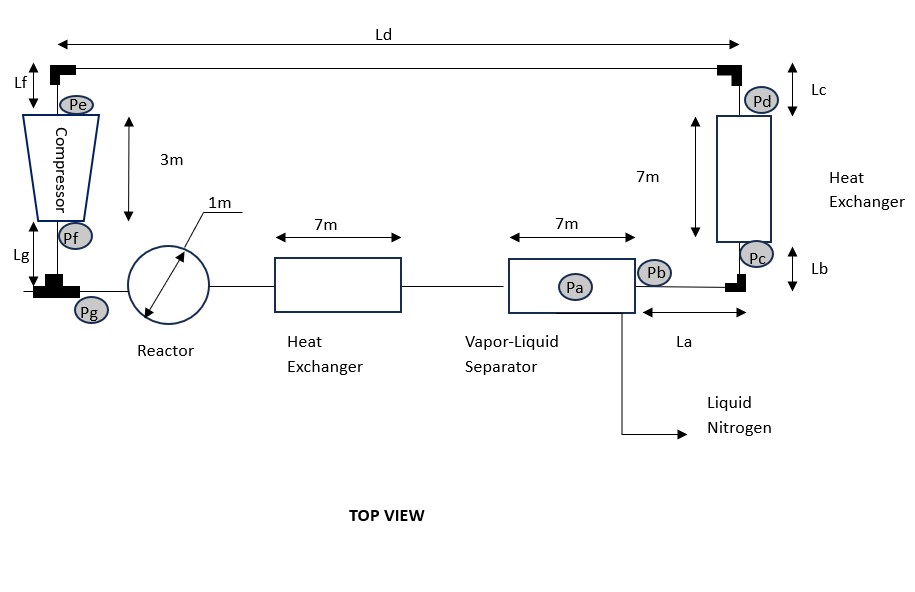 Ld
Lf
Pe
Pd
Lc
Compressor
3m
7m
Heat
Exchanger
1m
Pf
Lg
7m
7m
Pc
Lb
Pa
Pb
Pg
Reactor
Heat
Exchanger
Vapor-Liquid
Separator
La
Liquid
Nitrogen
TOP VIEW